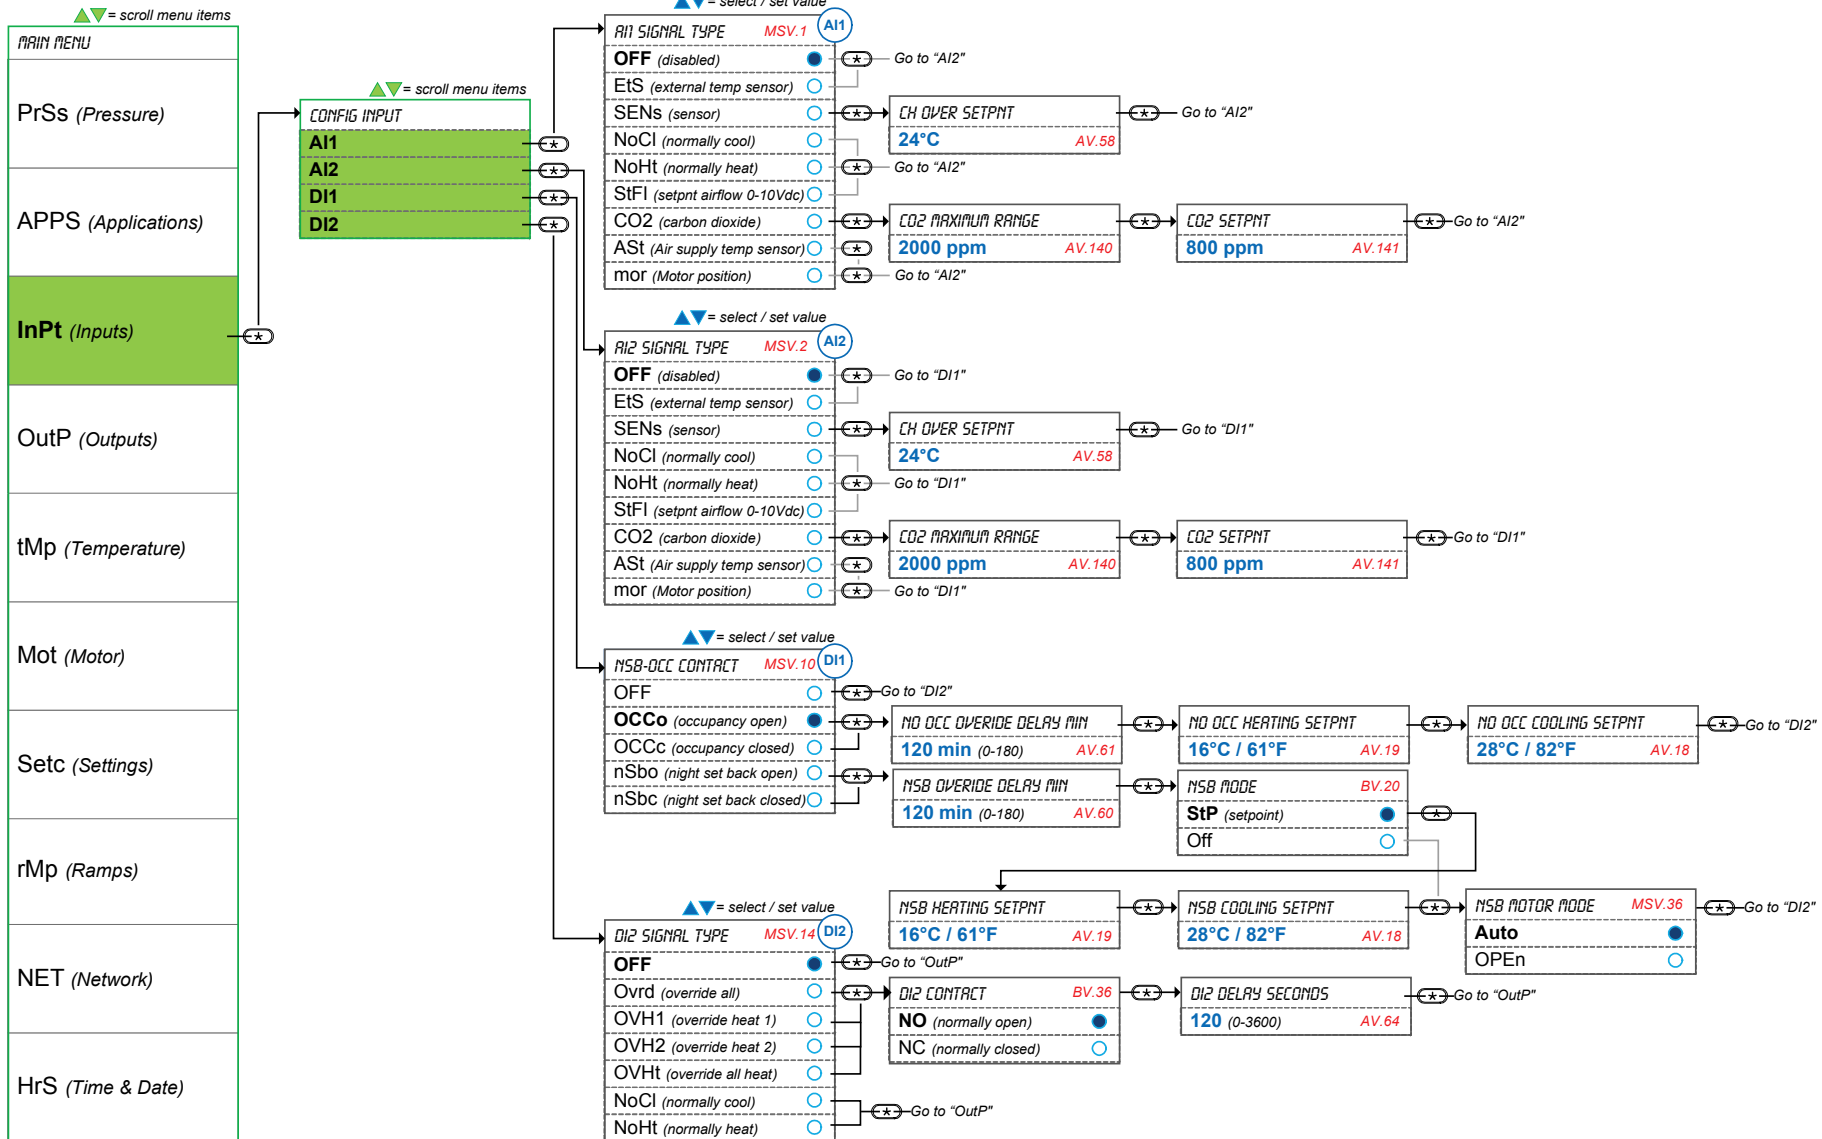 = scroll menu items
MAIN MENU
PrSs (Pressure)
APPS (Applications)
InPt (Inputs)
OutP (Outputs)
tMp (Temperature)
Mot (Motor)
Setc (Settings)
rMp (Ramps)
NET (Network)
HrS (Time & Date)
*
= scroll menu items
CONFIG INPUT
AI1 *
AI2 *
DI1 *
DI2 *
= select / set value
AI1 SIGNAL TYPE MSV.1 AI1
OFF (disabled) * Go to "AI2"
EtS (external temp sensor)
SENs (sensor) * CH OVER SETPNT * Go to "AI2"
24°C AV.58
NoCl (normally cool)
NoHt (normally heat) * Go to "AI2"
StFl (setpnt airflow 0-10Vdc)
CO2 (carbon dioxide) * CO2 MAXIMUM RANGE * CO2 SETPNT * Go to "AI2"
2000 ppm AV.140 800 ppm AV.141
ASt (Air supply temp sensor) *
mor (Motor position) * Go to "AI2"
= select / set value
AI2 SIGNAL TYPE MSV.2 AI2
OFF (disabled) * Go to "DI1"
EtS (external temp sensor)
SENs (sensor) * CH OVER SETPNT * Go to "DI1"
24°C AV.58
NoCl (normally cool)
NoHt (normally heat) * Go to "DI1"
StFl (setpnt airflow 0-10Vdc)
CO2 (carbon dioxide) * CO2 MAXIMUM RANGE * CO2 SETPNT * Go to "DI1"
2000 ppm AV.140 800 ppm AV.141
ASt (Air supply temp sensor) *
mor (Motor position) * Go to "DI1"
= select / set value
NSB-OCC CONTACT MSV.10 DI1
OFF * Go to "DI2"
OCCo (occupancy open) * NO OCC OVERIDE DELAY MIN * NO OCC HEATING SETPNT * NO OCC COOLING SETPNT * Go to "DI2"
OCCc (occupancy closed) 120 min (0-180) AV.61 16°C / 61°F AV.19 28°C / 82°F AV.18
nSbo (night set back open) * NSB OVERIDE DELAY MIN * NSB MODE BV.20
nSbc (night set back closed) 120 min (0-180) AV.60 StP (setpoint) *
Off
NSB HEATING SETPNT * NSB COOLING SETPNT * NSB MOTOR MODE MSV.36 * Go to "DI2"
16°C / 61°F AV.19 28°C / 82°F AV.18 Auto
OPEn
= select / set value
DI2 SIGNAL TYPE MSV.14 DI2
OFF * Go to "OutP"
Ovrd (override all) * DI2 CONTACT BV.36 * DI2 DELAY SECONDS * Go to "OutP"
OVH1 (override heat 1) NO (normally open) 120 (0-3600) AV.64
OVH2 (override heat 2) NC (normally closed)
OVHt (override all heat)
NoCl (normally cool) * Go to "OutP"
NoHt (normally heat)